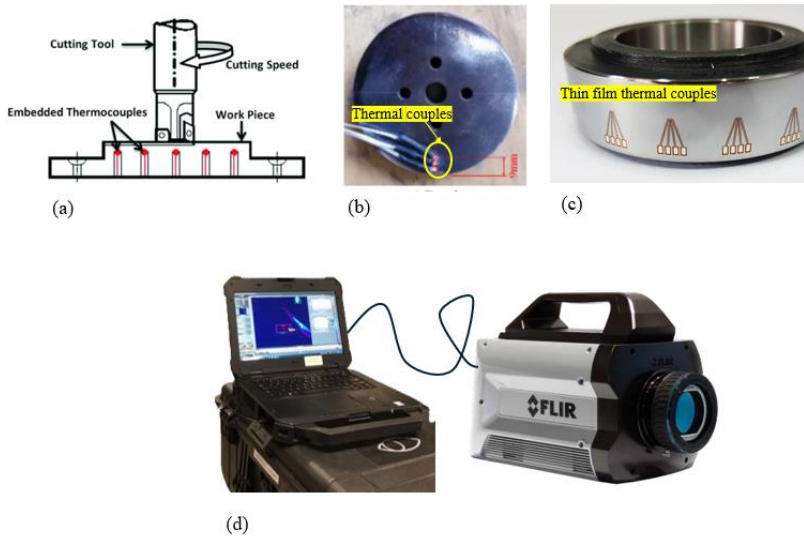 Cutting Tool
Cutting Speed
Embedded Thermocouples
Work Piece
(a)
Thermal couples
9mm
(b)
Thin film thermal couples
(c)
FLIR
FLIR
(d)